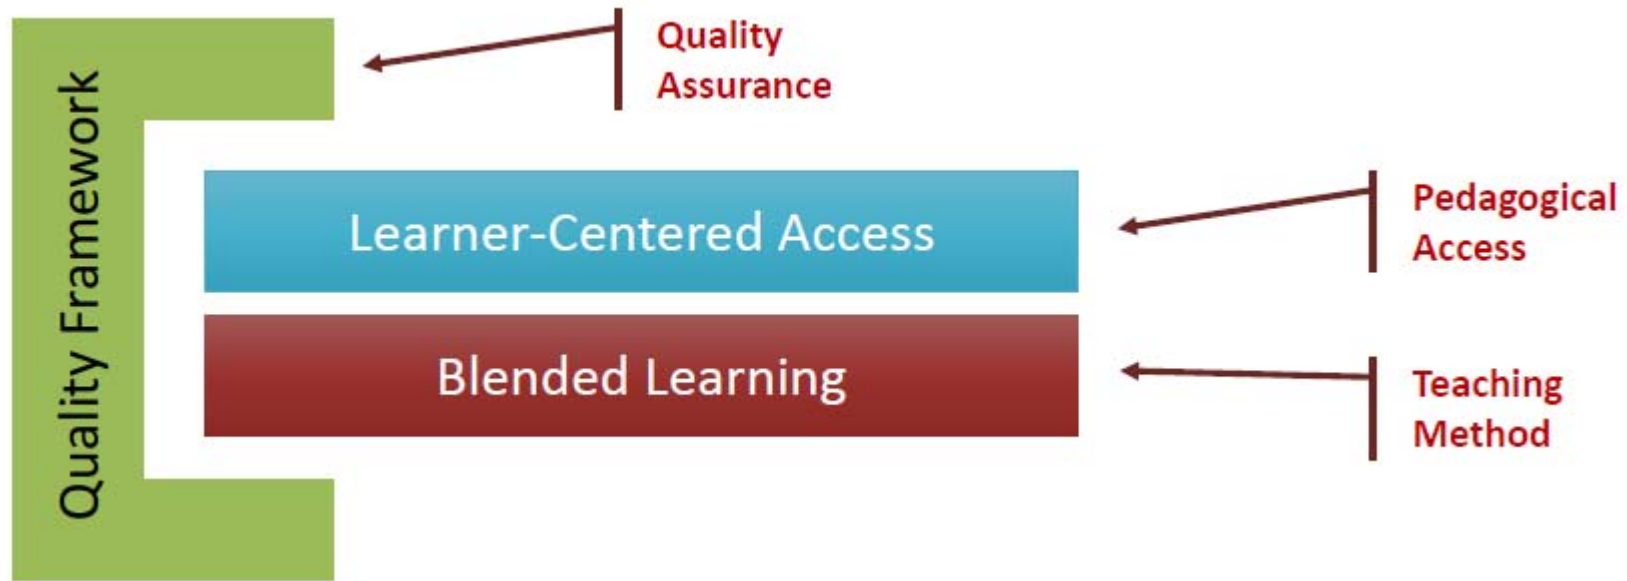 Quality Framework
Quality
Assurance
Learner-Centered Access
Pedagogical
Access
Blended Learning
Teaching
Method